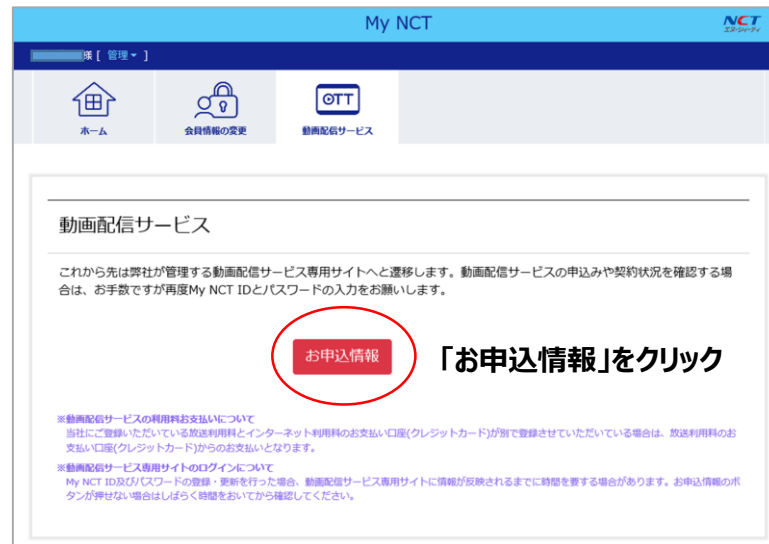 My NCT
NCT
エヌ・シィ・ティ
様 [ 管理 ]
ホーム
会員情報の変更
OTT
動画配信サービス
動画配信サービス
これから先は弊社が管理する動画配信サービス専用サイトへと遷移します。動画配信サービスの申込みや契約状況を確認する場
合は、お手数ですが再度My NCT IDとパスワードの入力をお願いします。
お申込情報
「お申込情報」をクリック
※動画配信サービスの利用料お支払いについて
当社にご登録いただいている放送利用料とインターネット利用料のお支払い口座(クレジットカード)が別で登録させていただいている場合は、放送利用料のお
支払い口座(クレジットカード)からのお支払いとなります。
※動画配信サービス専用サイトのログインについて
My NCT ID及びパスワードの登録・更新を行った場合、動画配信サービス専用サイトに情報が反映されるまでに時間を要する場合があります。お申込情報のボ
タンが押せない場合はしばらく時間をおいてから確認してください。